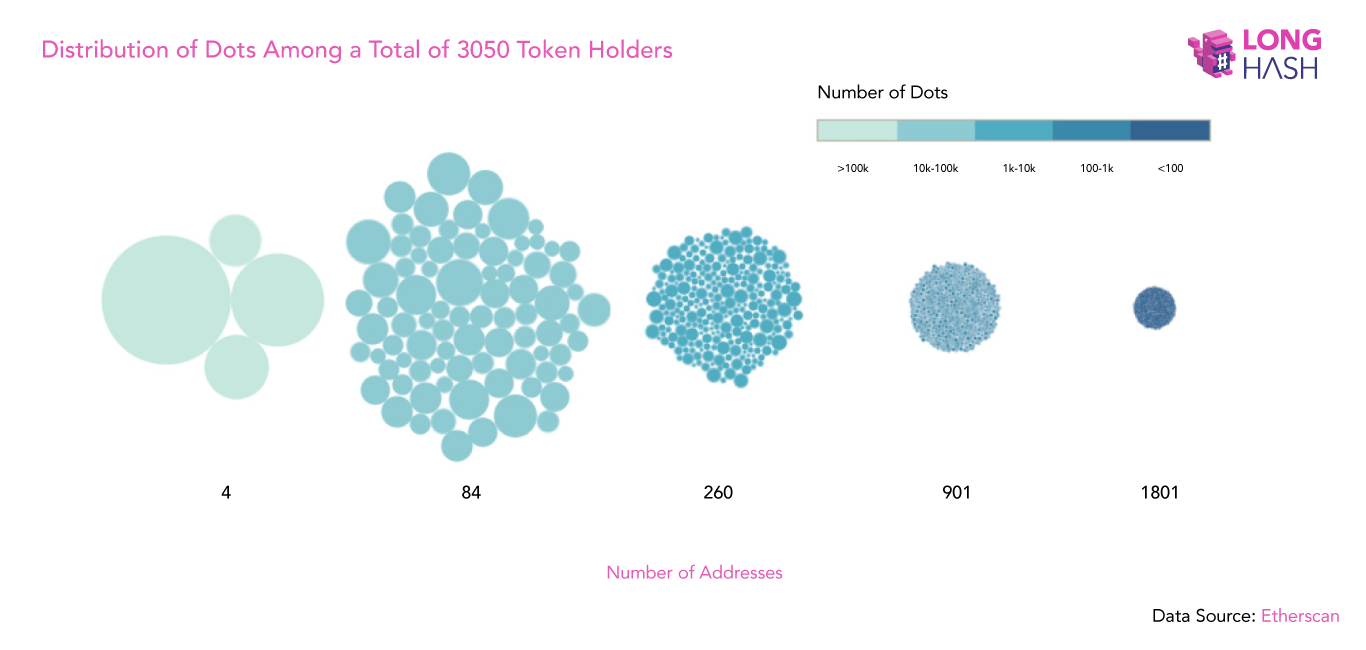 Distribution of Dots Among a Total of 3050 Token Holders
LONG
HASH
#
Number of Dots
>100k 10k-100k 1k-10k 100-1k <100
4 84 260 901 1801
Number of Addresses
Data Source: Etherscan